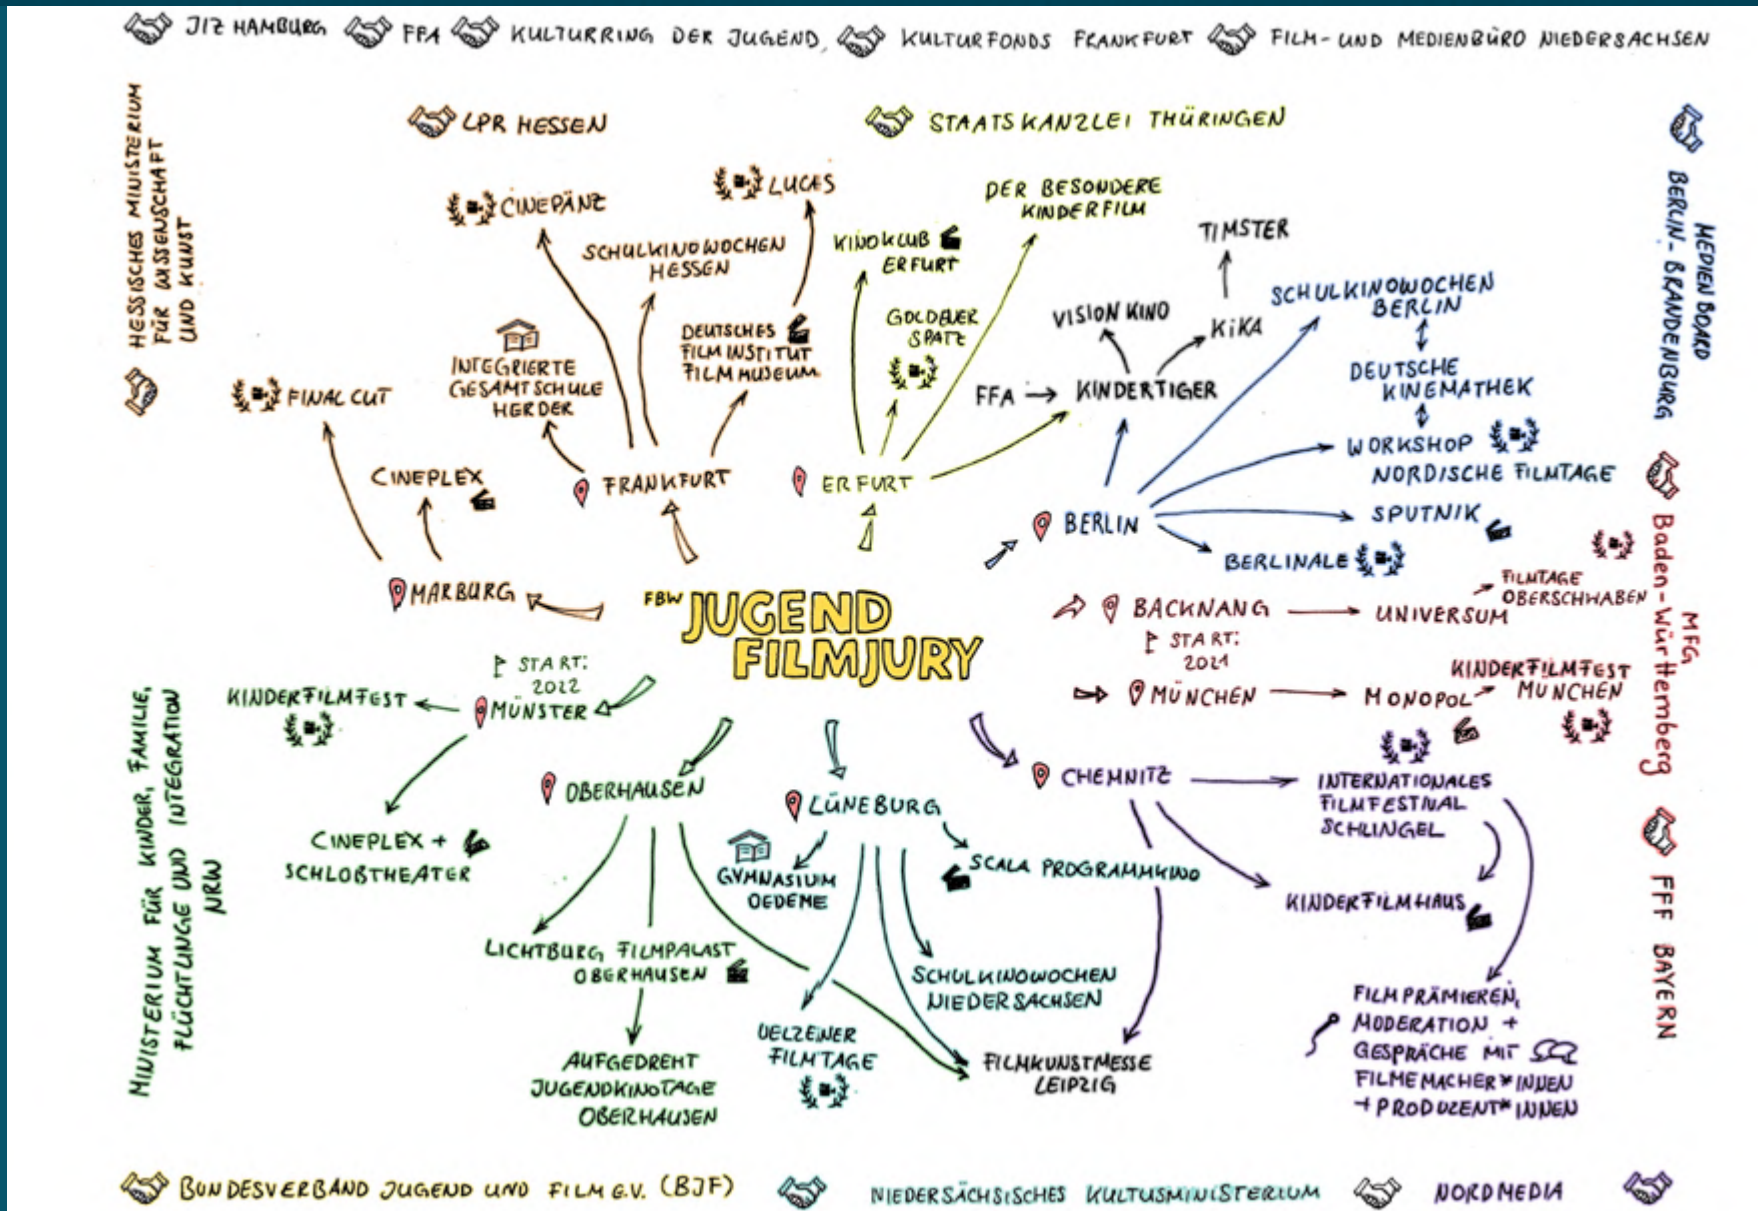 JIZ HAMBURG
FFA
KULTURRING DER JUGEND,
KULTURFONDS FRANKFURT
FILM- UND MEDIENBÜRO NIEDERSACHSEN
HESSISCHES MINISTERIUM
FÜR WISSENSCHAFT
UND KUNST
LPR HESSEN
STAATSKANZLEI THÜRINGEN
MEDIENBOARD
BERLIN-BRANDENBURG
CINEPÄNZ
LUCAS
SCHULKINOWOCHEN
HESSEN
INTEGRIERTE
GESAMTSCHULE
HERDER
DEUTSCHES
FILMINSTITUT
FILMMUSEUM
FRANKFURT
FINAL CUT
CINEPLEX
MARBURG
KINOKLUB
ERFURT
DER BESONDERE
KINDERFILM
GOLDENER
SPATZ
ERFURT
TIMSTER
VISION KINO
KiKA
FFA
KINDERTIGER
SCHULKINOWOCHEN
BERLIN
DEUTSCHE
KINEMATHEK
WORKSHOP
NORDISCHE FILMTAGE
SPUTNIK
BERLIN
BERLINALE
FBW JUGEND
FILMJURY
BACKNANG
START:
2021
UNIVERSUM
FILMTAGE
OBERSCHWABEN
MÜNCHEN
MONOPOL
KINDERFILMFEST
MÜNCHEN
MFG
Baden-Württemberg
FFF BAYERN
START:
2022
MÜNSTER
KINDERFILMFEST
CINEPLEX +
SCHLOßTHEATER
MINISTERIUM FÜR KINDER, FAMILIE,
FLÜCHTLINGE UND INTEGRATION
NRW
OBERHAUSEN
LICHTBURG FILMPALAST
OBERHAUSEN
AUFGEDREHT
JUGENDKINOTAGE
OBERHAUSEN
LÜNEBURG
GYMNASIUM
OEDEME
SCALA PROGRAMMKINO
SCHULKINOWOCHEN
NIEDERSACHSEN
UELZENER
FILMTAGE
FILMKUNSTMESSE
LEIPZIG
CHEMNITZ
INTERNATIONALES
FILMFESTIVAL
SCHLINGEL
KINDERFILMHAUS
FILMPRÄMIEREN,
MODERATION +
GESPRÄCHE MIT
FILMEMACHER*INNEN
+ PRODUZENT*INNEN
BUNDESVERBAND JUGEND UND FILM E.V. (BJF)
NIEDERSÄCHSISCHES KULTUSMINISTERIUM
NORDMEDIA